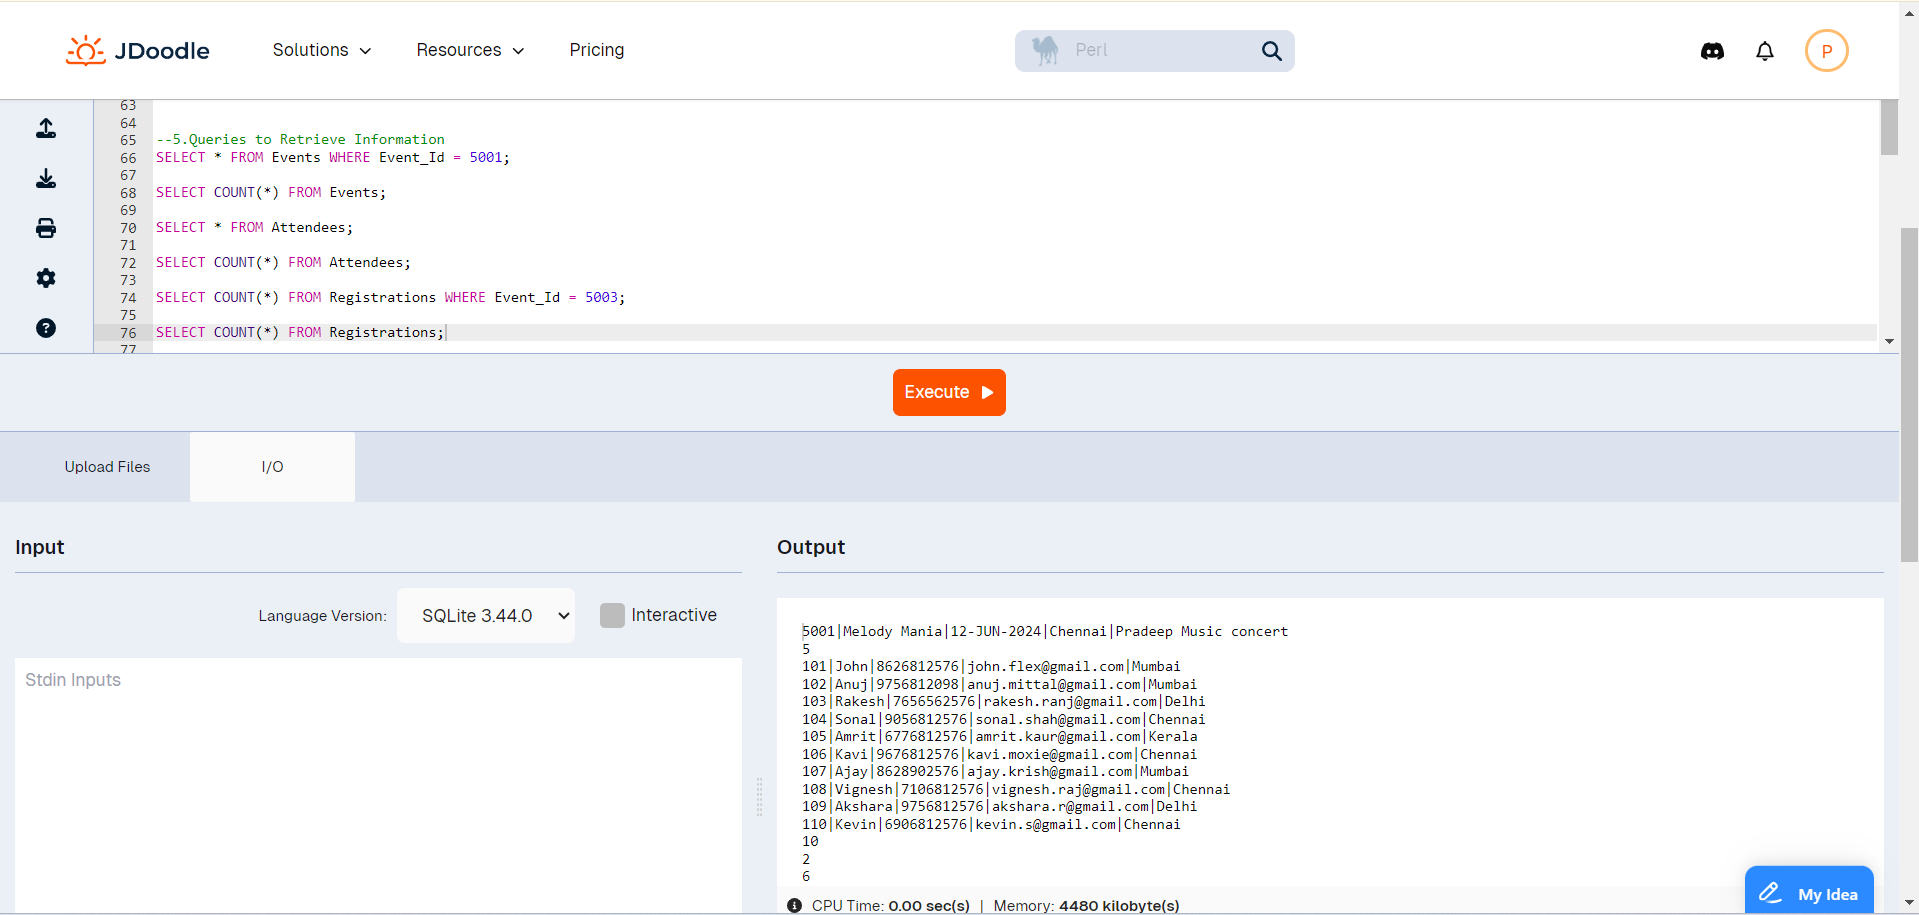 JDoodle
Solutions
Resources
Pricing
Perl
P
63
64
65 --5.Queries to Retrieve Information
66 SELECT * FROM Events WHERE Event_Id = 5001;
67
68 SELECT COUNT(*) FROM Events;
69
70 SELECT * FROM Attendees;
71
72 SELECT COUNT(*) FROM Attendees;
73
74 SELECT COUNT(*) FROM Registrations WHERE Event_Id = 5003;
75
76 SELECT COUNT(*) FROM Registrations;
77
Execute
Upload Files
I/O
Input
Language Version:
SQLite 3.44.0
Interactive
Stdin Inputs
Output
5001|Melody Mania|12-JUN-2024|Chennai|Pradeep Music concert
5
101|John|8626812576|john.flex@gmail.com|Mumbai
102|Anuj|9756812098|anuj.mittal@gmail.com|Mumbai
103|Rakesh|7656562576|rakesh.ranj@gmail.com|Delhi
104|Sonal|9056812576|sonal.shah@gmail.com|Chennai
105|Amrit|6776812576|amrit.kaur@gmail.com|Kerala
106|Kavi|9676812576|kavi.moxie@gmail.com|Chennai
107|Ajay|8628902576|ajay.krish@gmail.com|Mumbai
108|Vignesh|7106812576|vignesh.raj@gmail.com|Chennai
109|Akshara|9756812576|akshara.r@gmail.com|Delhi
110|Kevin|6906812576|kevin.s@gmail.com|Chennai
10
2
6
CPU Time: 0.00 sec(s) | Memory: 4480 kilobyte(s)
My Idea